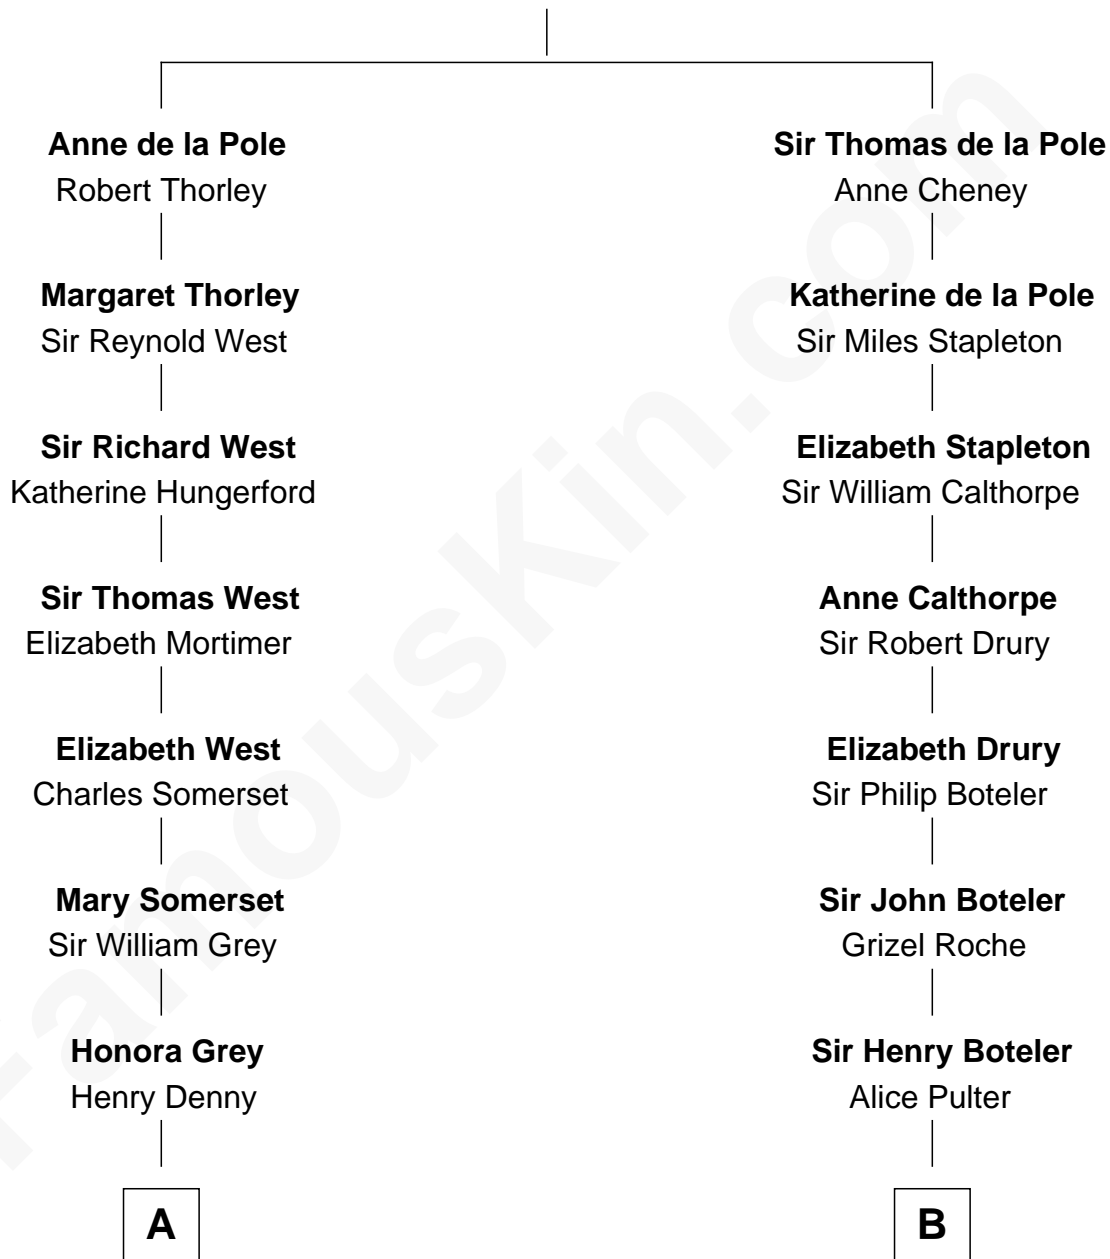 Anne de la Pole
Robert Thorley
Margaret Thorley
Sir Reynold West
Sir Richard West
Katherine Hungerford
Sir Thomas West
Elizabeth Mortimer
Elizabeth West
Charles Somerset
Mary Somerset
Sir William Grey
Honora Grey
Henry Denny
A
Sir Thomas de la Pole
Anne Cheney
Katherine de la Pole
Sir Miles Stapleton
Elizabeth Stapleton
Sir William Calthorpe
Anne Calthorpe
Sir Robert Drury
Elizabeth Drury
Sir Philip Boteler
Sir John Boteler
Grizel Roche
Sir Henry Boteler
Alice Pulter
B
FamousKin.com